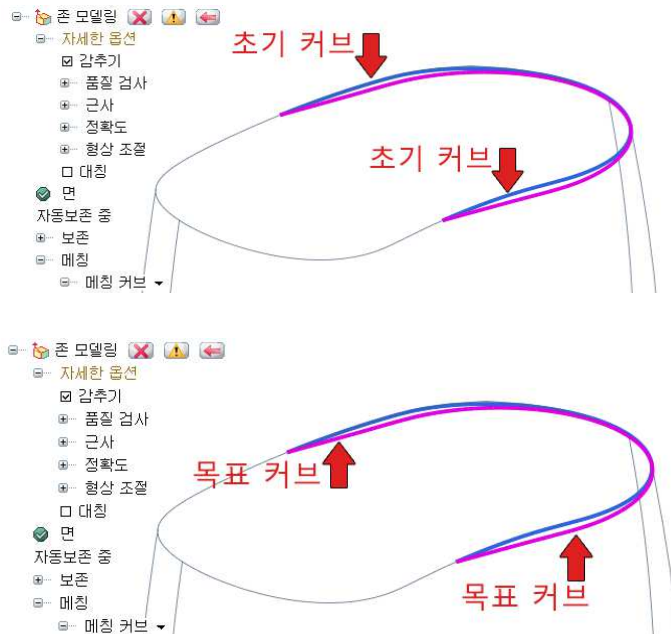 존 모델링
자세한 옵션
감추기
품질 검사
근사
정확도
형상 조절
대칭
면
자동보존 중
보존
메칭
메칭 커브
초기 커브
초기 커브
존 모델링
자세한 옵션
감추기
품질 검사
근사
정확도
형상 조절
대칭
면
자동보존 중
보존
메칭
메칭 커브
목표 커브
목표 커브